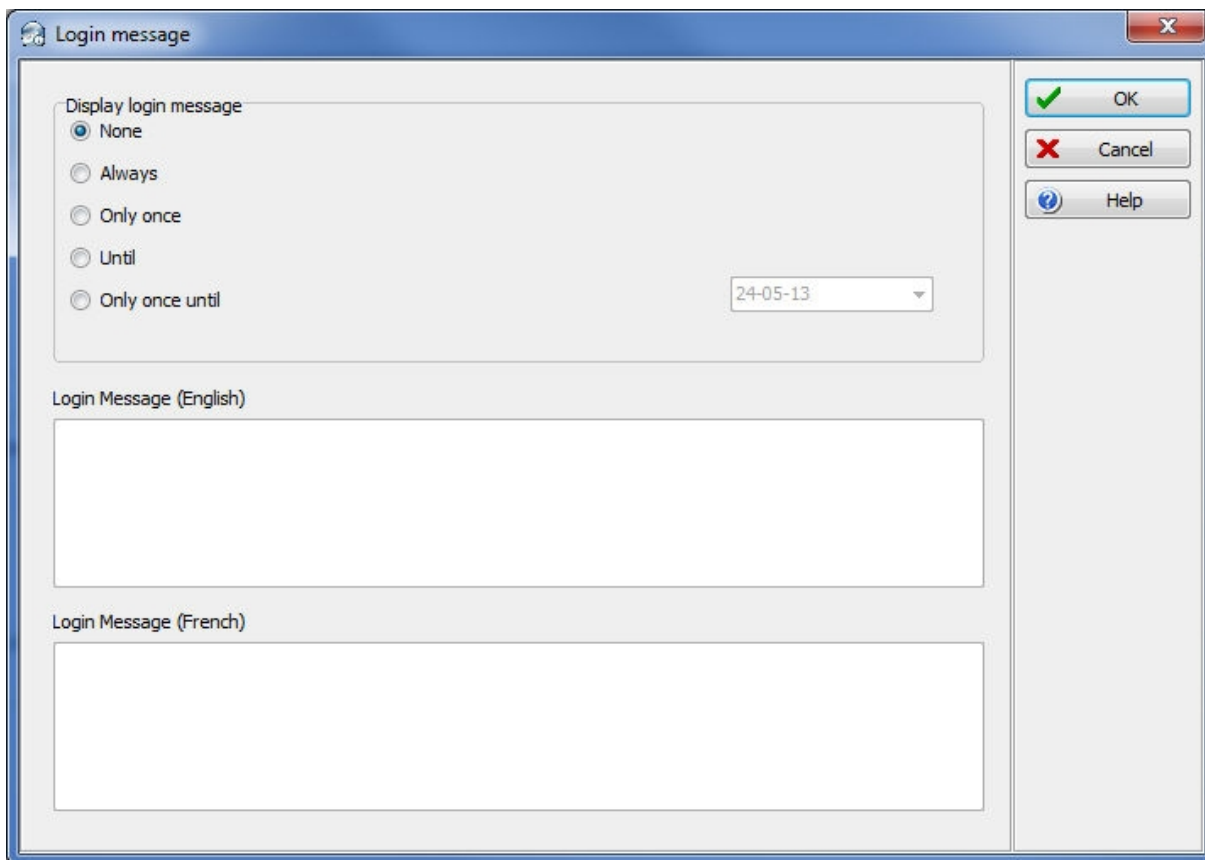 Login message
Display login message
None
Always
Only once
Until
Only once until
24-05-13
Login Message (English)
Login Message (French)
OK
Cancel
Help